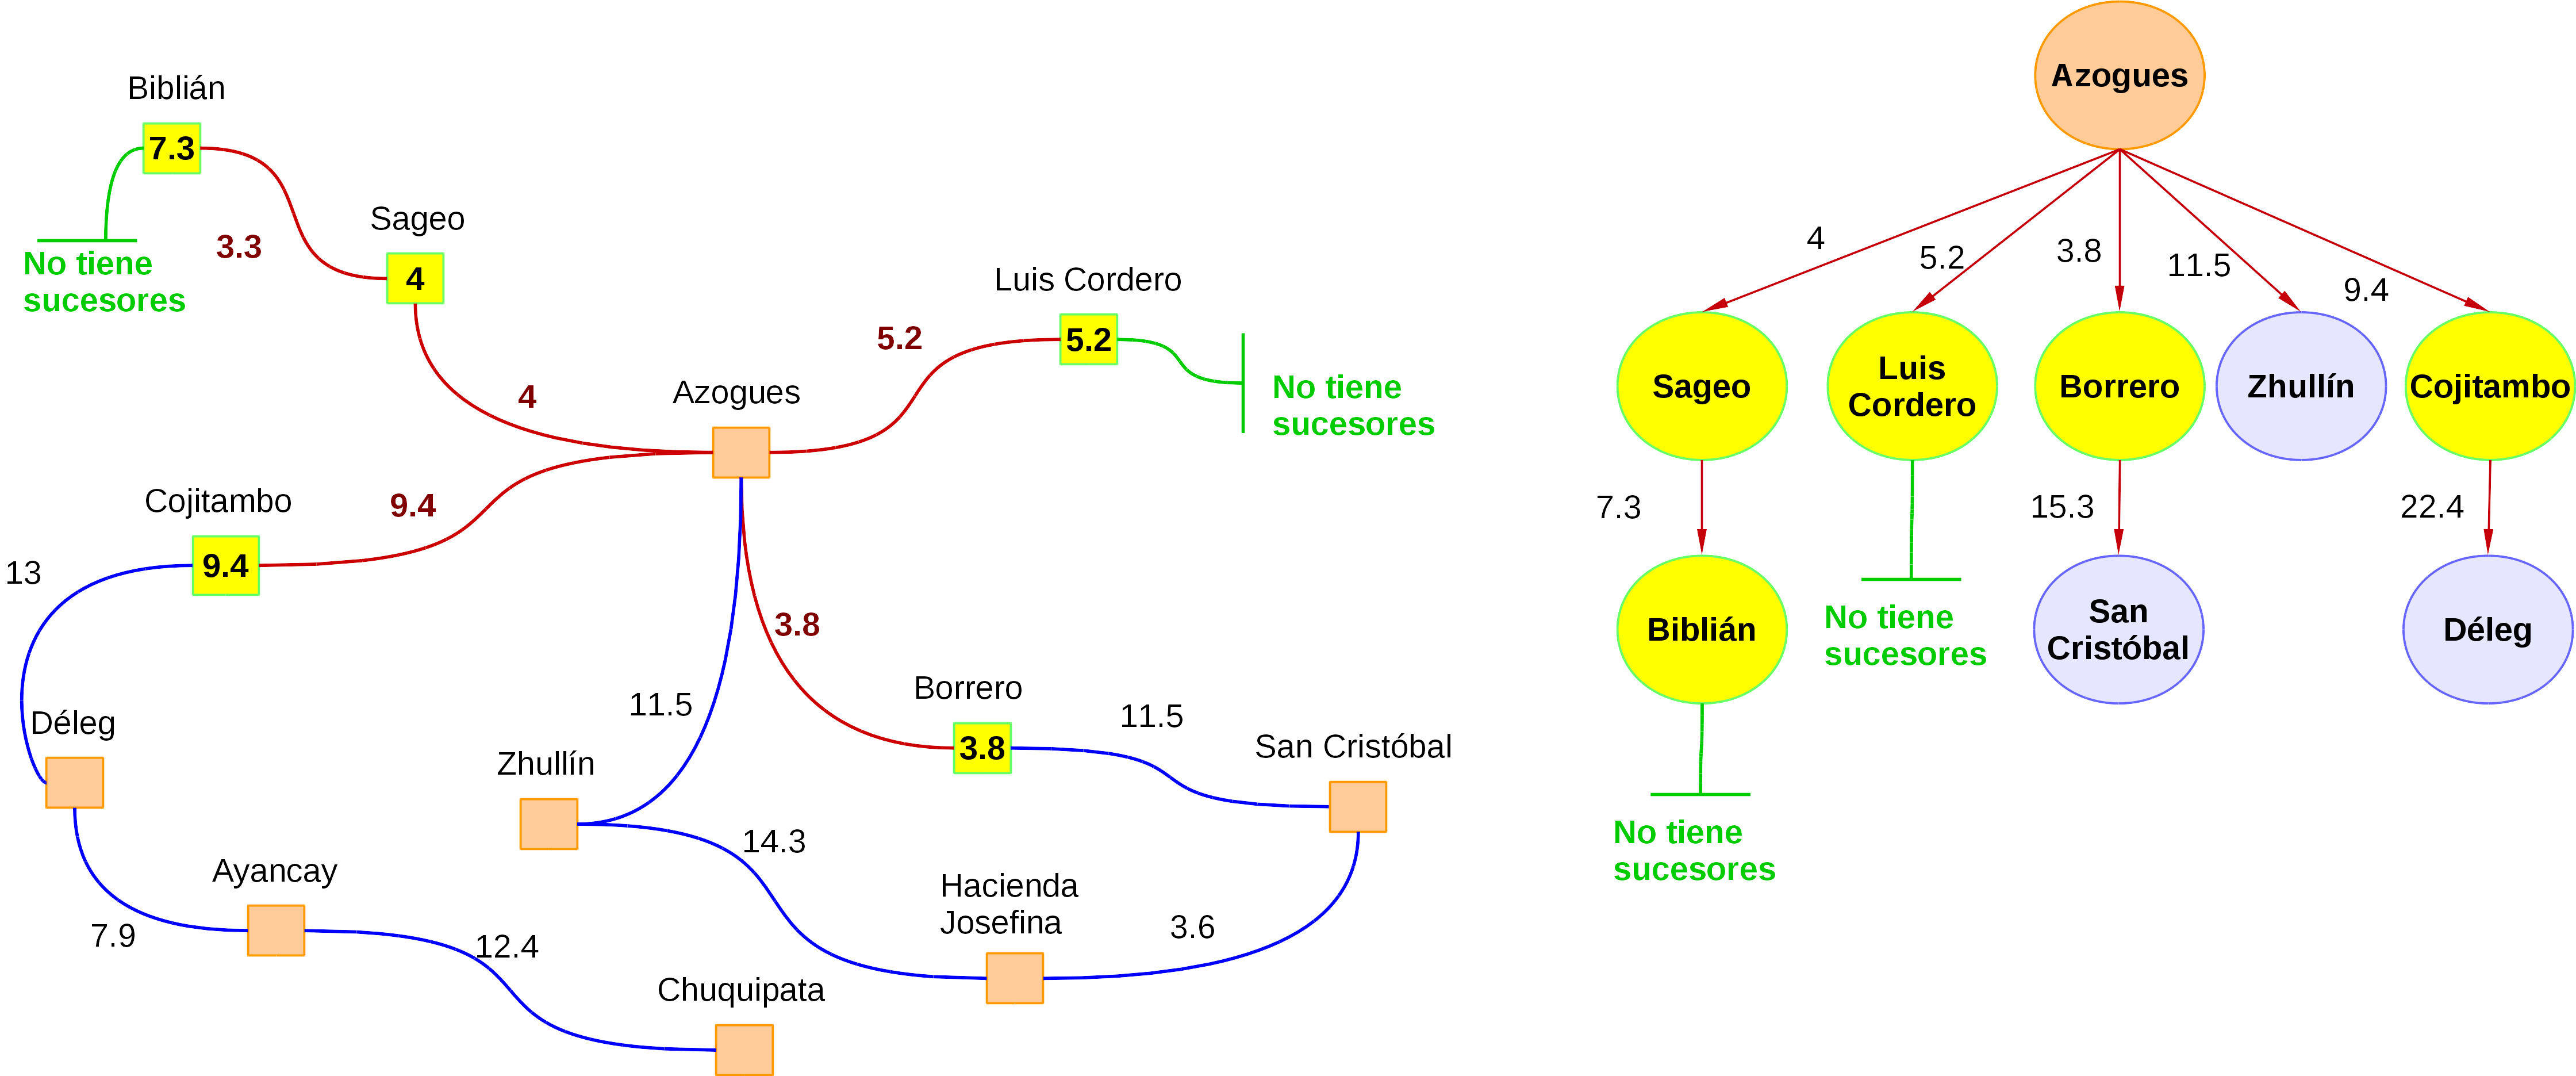 Biblián
7.3
3.3
No tiene
sucesores
Sageo
4
4
Luis Cordero
5.2
5.2
No tiene
sucesores
Azogues
Cojitambo
9.4
9.4
13
3.8
Borrero
3.8
11.5
11.5
San Cristóbal
Déleg
Zhullín
14.3
Ayancay
7.9
12.4
Hacienda
Josefina
3.6
Chuquipata
Azogues
4
5.2
3.8
11.5
9.4
Sageo
Luis
Cordero
Borrero
Zhullín
Cojitambo
7.3
15.3
22.4
Biblián
No tiene
sucesores
San
Cristóbal
Déleg
No tiene
sucesores